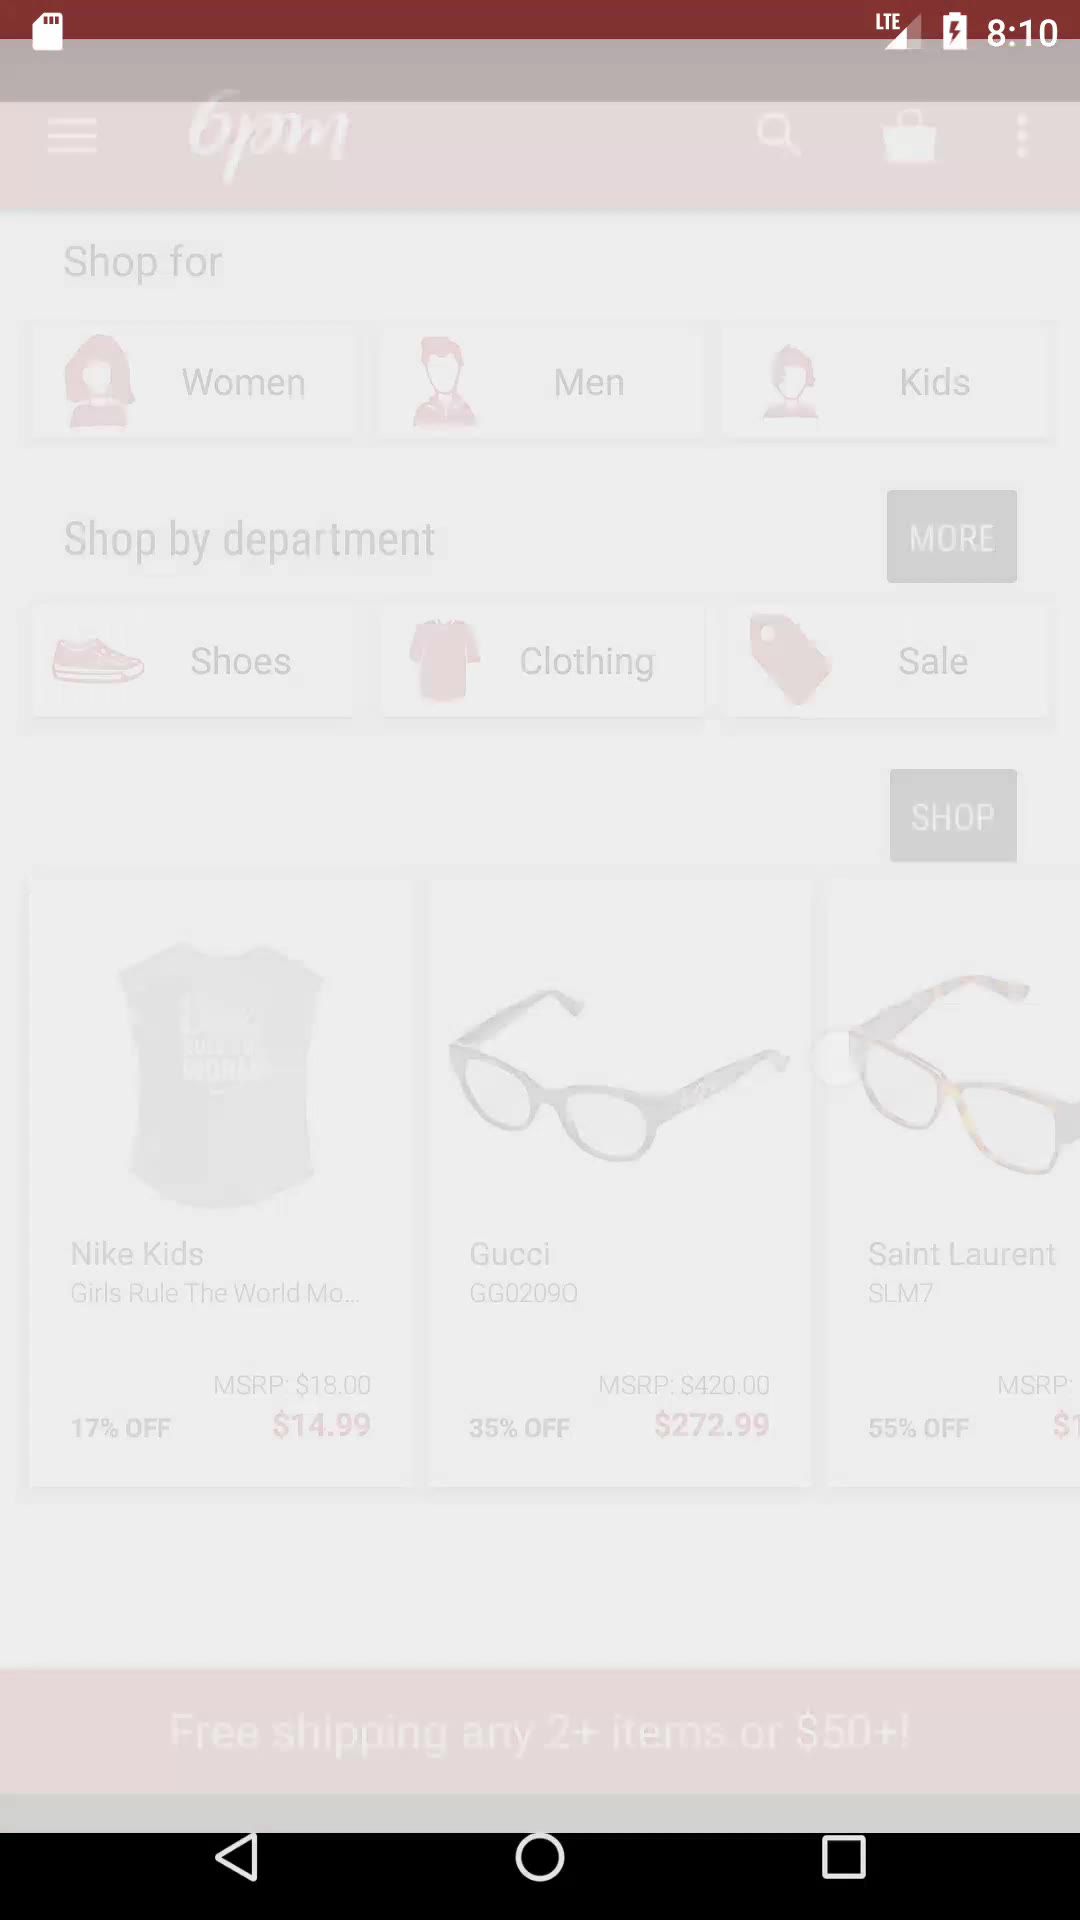 LTE 8:10
6pm
Shop for
Women Men Kids
Shop by department MORE
Shoes Clothing Sale
SHOP
Nike Kids
Girls Rule The World Mo...
MSRP: $18.00
17% OFF $14.99
Gucci
GG0209O
MSRP: $420.00
35% OFF $272.99
Saint Laurent
SLM7
MSRP:
55% OFF $1
Free shipping any 2+ items or $50+!